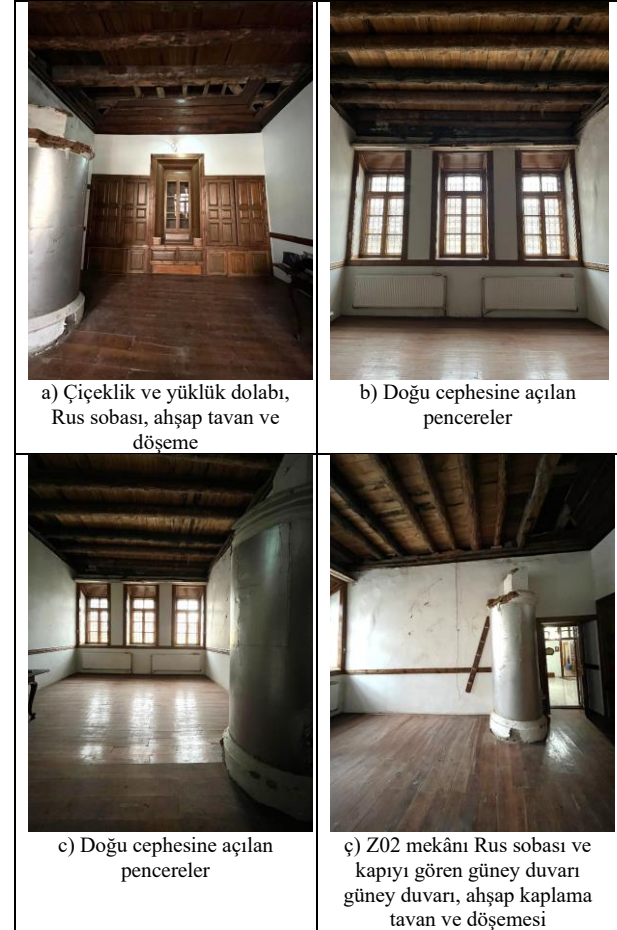 a) Çiçeklik ve yüklük dolabı,
Rus sobası, ahşap tavan ve
döşeme
b) Doğu cephesine açılan
pencereler
c) Doğu cephesine açılan
pencereler
ç) Z02 mekânı Rus sobası ve
kapıyı gören güney duvarı
güney duvarı, ahşap kaplama
tavan ve döşemesi